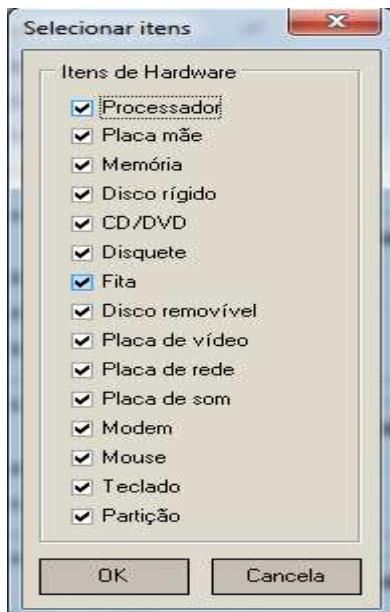 Selecionar itens
Itens de Hardware
Processador
Placa mãe
Memória
Disco rígido
CD/DVD
Disquete
Fita
Disco removível
Placa de vídeo
Placa de rede
Placa de som
Modem
Mouse
Teclado
Partição
OK Cancela